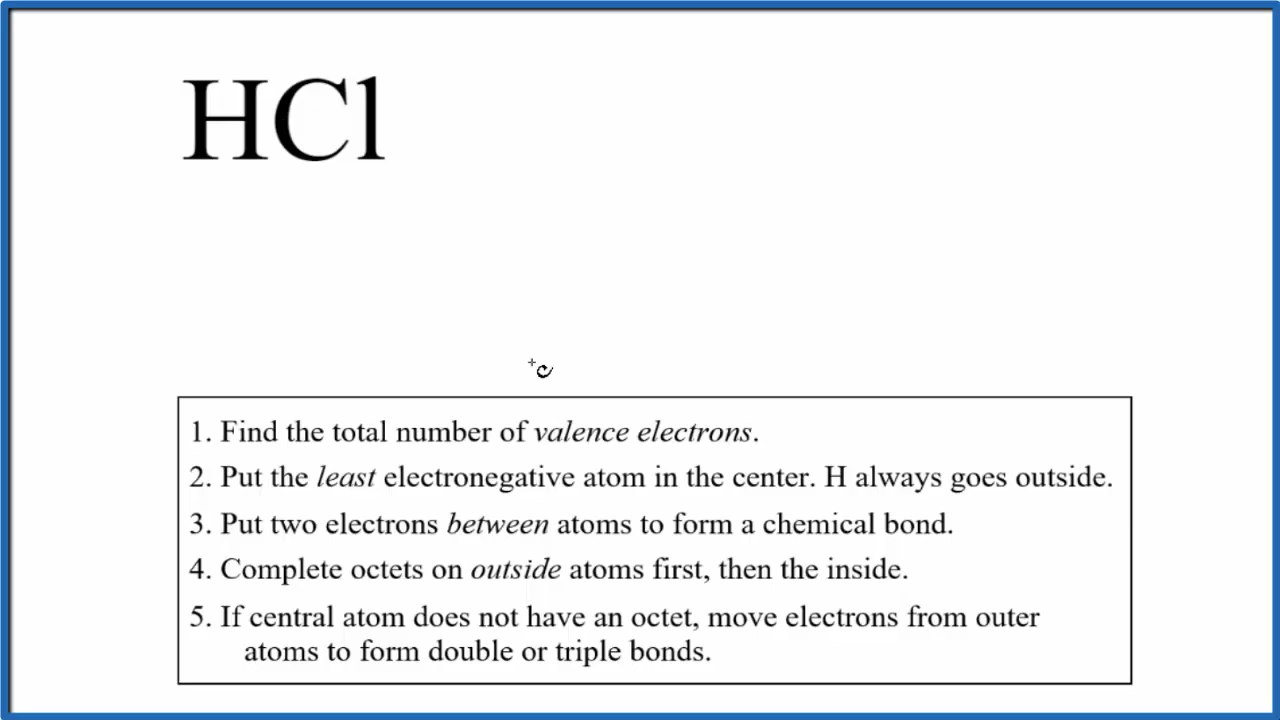 HCl
1. Find the total number of valence electrons.
2. Put the least electronegative atom in the center. H always goes outside.
3. Put two electrons between atoms to form a chemical bond.
4. Complete octets on outside atoms first, then the inside.
5. If central atom does not have an octet, move electrons from outer
atoms to form double or triple bonds.